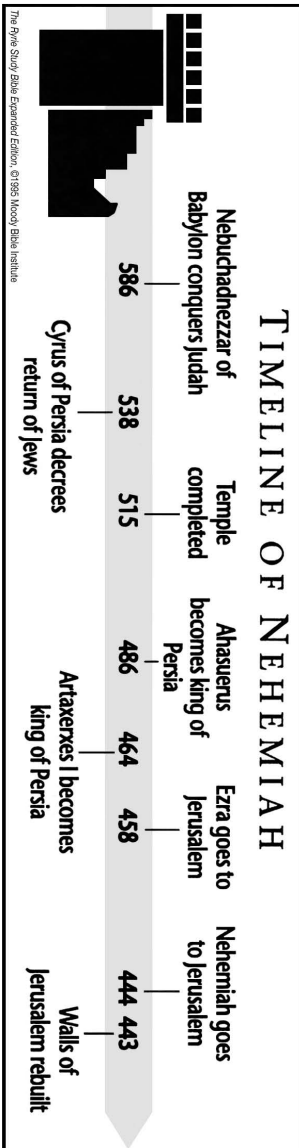 TIMELINE OF NEHEMIAH
Nebuchadnezzar of
Babylon conquers Judah
Temple
completed
Ahasuerus
becomes king of
Persia
Ezra goes to
Jerusalem
Nehemiah goes
to Jerusalem
586 538 515 486 464 458 444 443
Cyrus of Persia decrees
return of Jews
Artaxerxes I becomes
king of Persia
Walls of
Jerusalem rebuilt
The Ryrie Study Bible Expanded Edition, ©1995 Moody Bible Institute